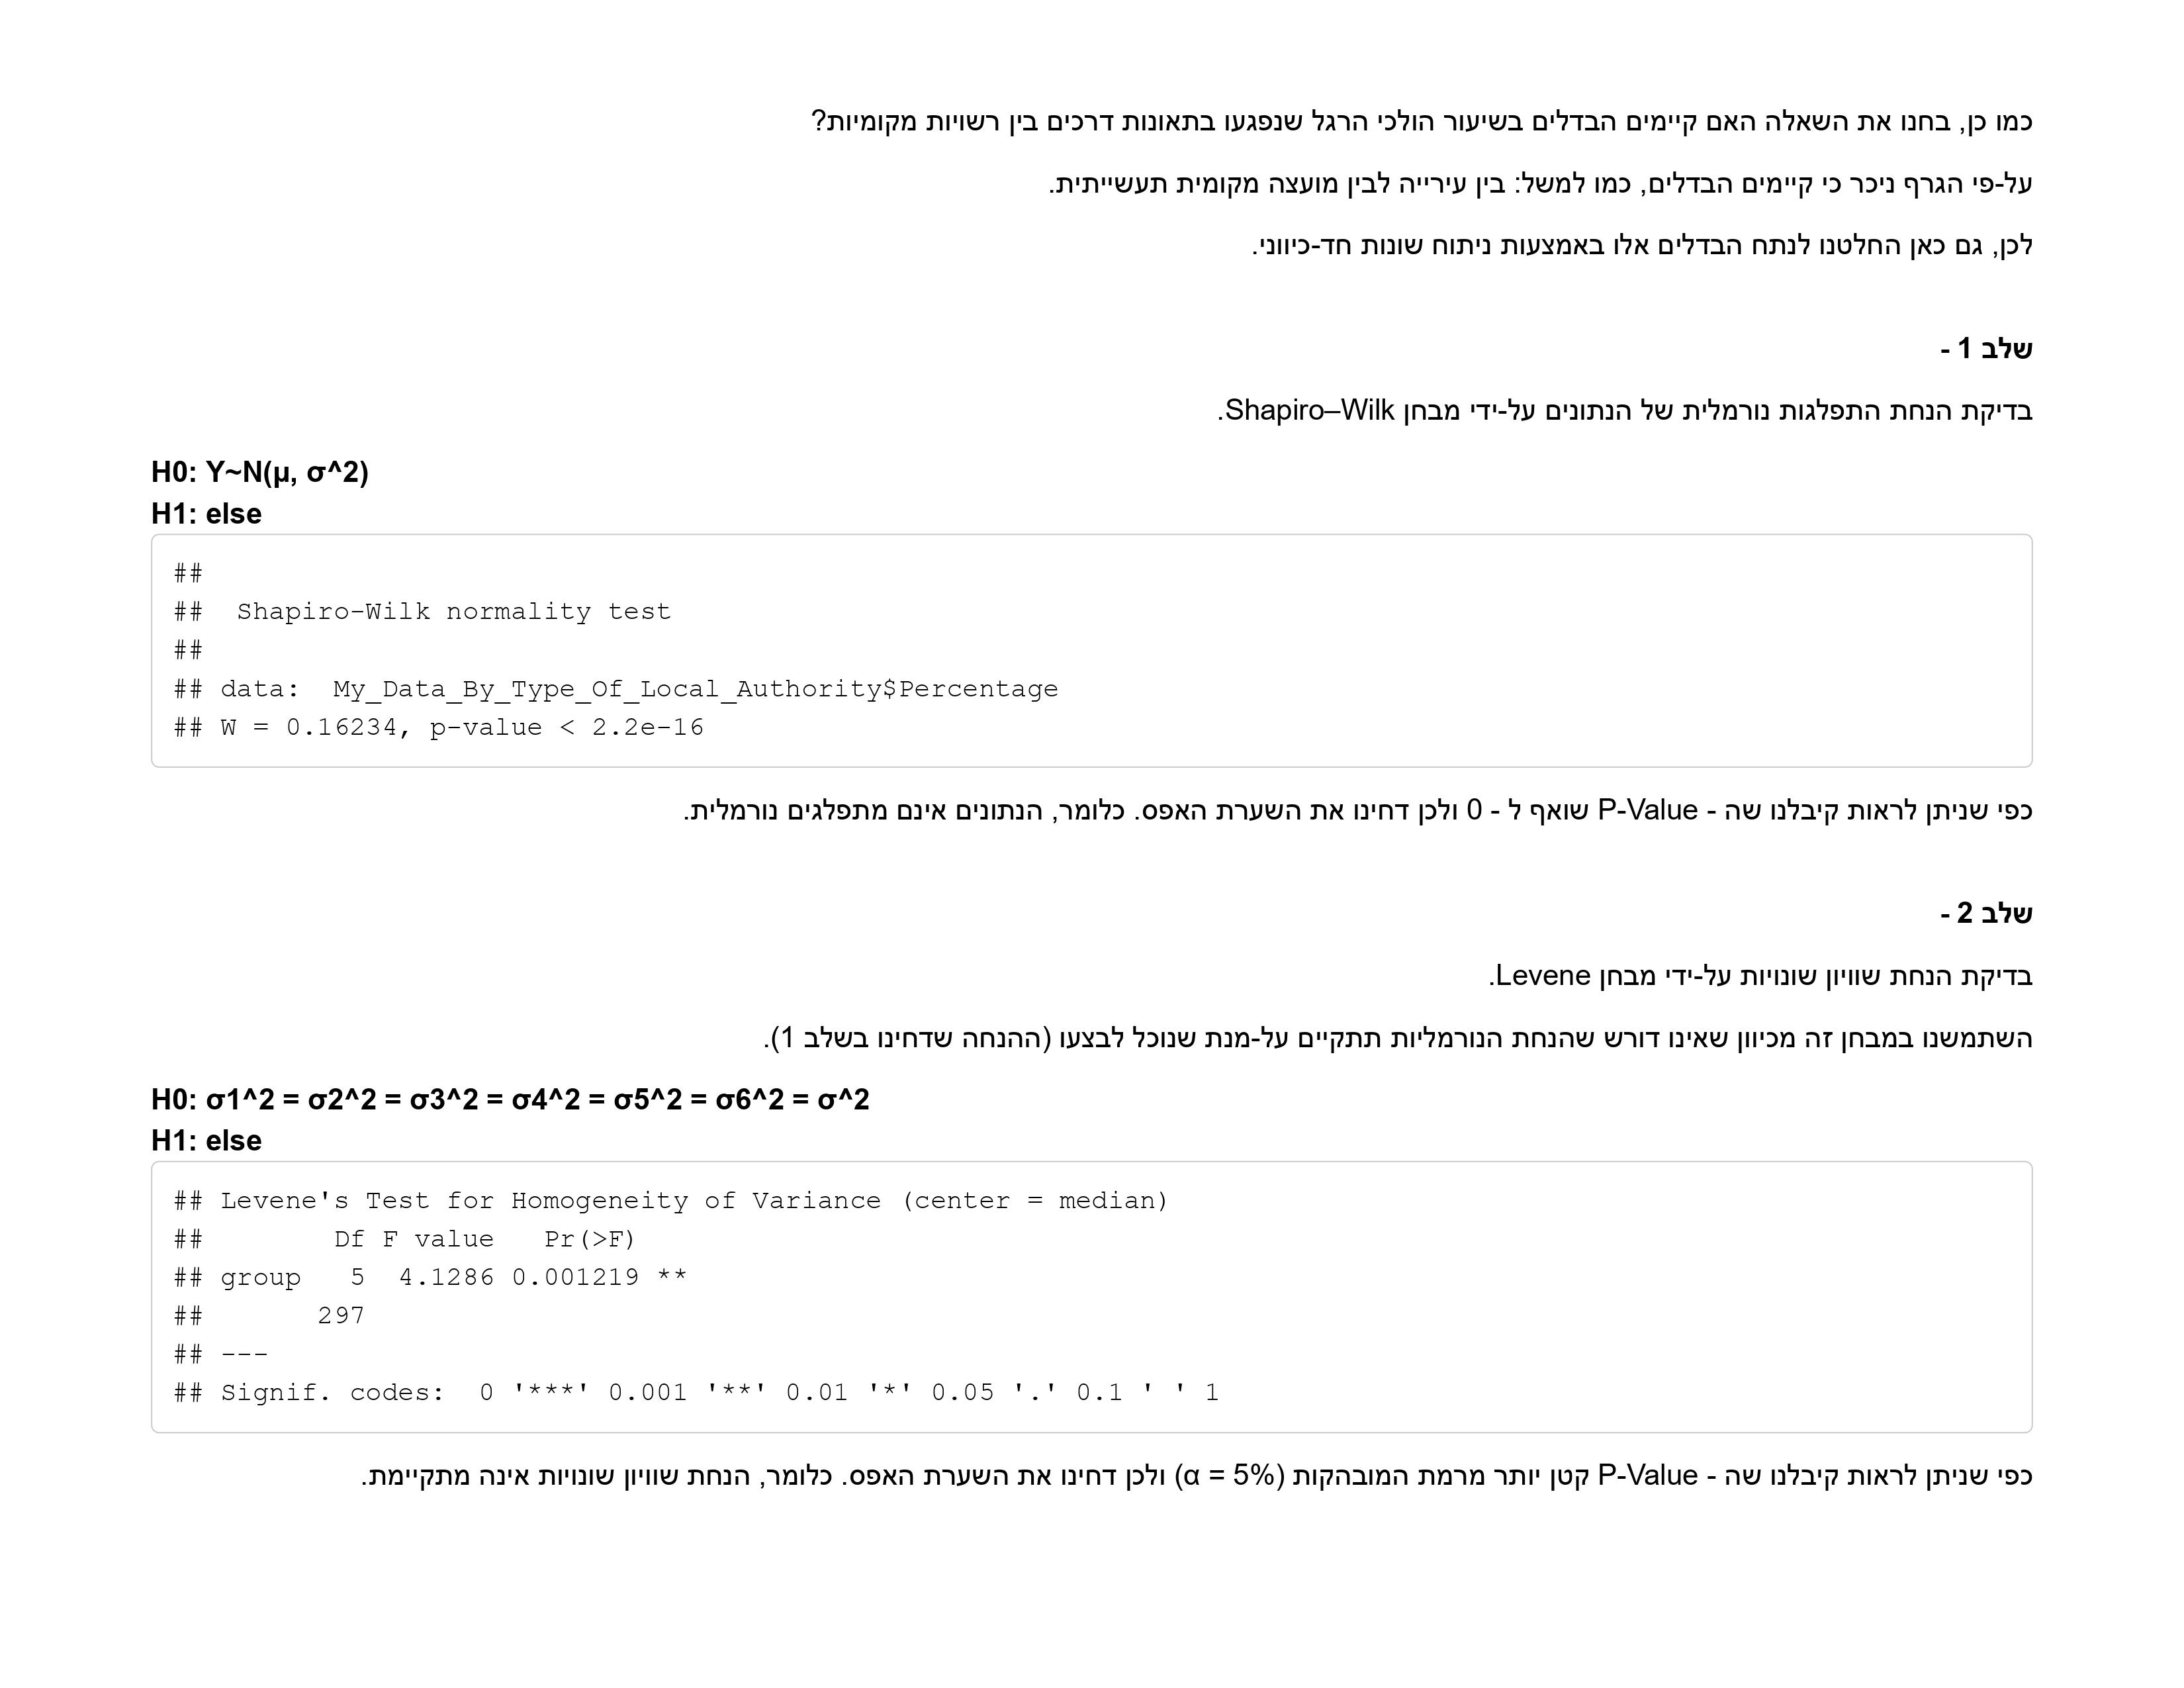 כמו כן, בחנו את השאלה האם קיימים הבדלים בשיעור הולכי הרגל שנפגעו בתאונות דרכים בין רשויות מקומיות?
על-פי הגרף ניכר כי קיימים הבדלים, כמו למשל: בין עירייה לבין מועצה מקומית תעשייתית.
לכן, גם כאן החלטנו לנתח הבדלים אלו באמצעות ניתוח שונות חד-כיווני.
שלב 1 -
בדיקת הנחת התפלגות נורמלית של הנתונים על-ידי מבחן Shapiro–Wilk.
H0: Y~N(μ, σ^2)
H1: else
##
##  Shapiro-Wilk normality test
##
## data:  My_Data_By_Type_Of_Local_Authority$Percentage
## W = 0.16234, p-value < 2.2e-16
כפי שניתן לראות קיבלנו שה - P-Value שואף ל - 0 ולכן דחינו את השערת האפס. כלומר, הנתונים אינם מתפלגים נורמלית.
שלב 2 -
בדיקת הנחת שוויון שונויות על-ידי מבחן Levene.
השתמשנו במבחן זה מכיוון שאינו דורש שהנחת הנורמליות תתקיים על-מנת שנוכל לבצעו (ההנחה שדחינו בשלב 1).
H0: σ1^2 = σ2^2 = σ3^2 = σ4^2 = σ5^2 = σ6^2 = σ^2
H1: else
## Levene's Test for Homogeneity of Variance (center = median)
##        Df F value   Pr(>F)
## group   5  4.1286 0.001219 **
##       297
## ---
## Signif. codes:  0 '***' 0.001 '**' 0.01 '*' 0.05 '.' 0.1 ' ' 1
כפי שניתן לראות קיבלנו שה - P-Value קטן יותר מרמת המובהקות (α = 5%) ולכן דחינו את השערת האפס. כלומר, הנחת שוויון שונויות אינה מתקיימת.